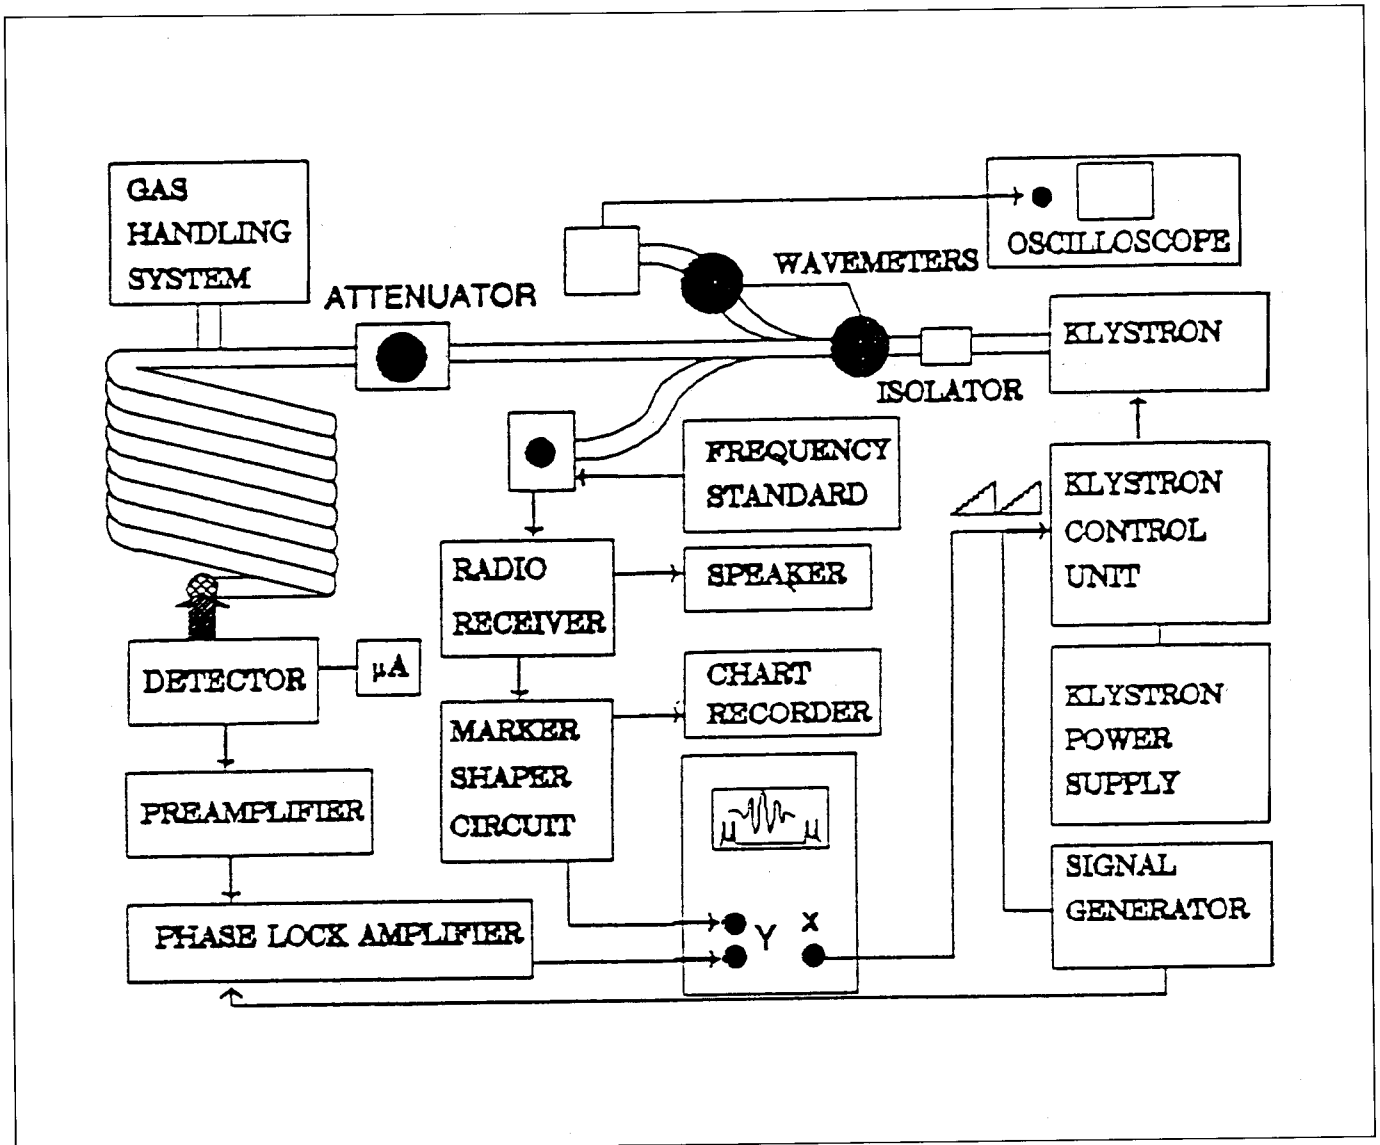 GAS
HANDLING
SYSTEM
ATTENUATOR
WAVEMETERS
OSCILLOSCOPE
KLYSTRON
ISOLATOR
FREQUENCY
STANDARD
KLYSTRON
CONTROL
UNIT
RADIO
RECEIVER
SPEAKER
DETECTOR
μA
CHART
RECORDER
MARKER
SHAPER
CIRCUIT
KLYSTRON
POWER
SUPPLY
PREAMPLIFIER
SIGNAL
GENERATOR
PHASE LOCK AMPLIFIER
Y
X